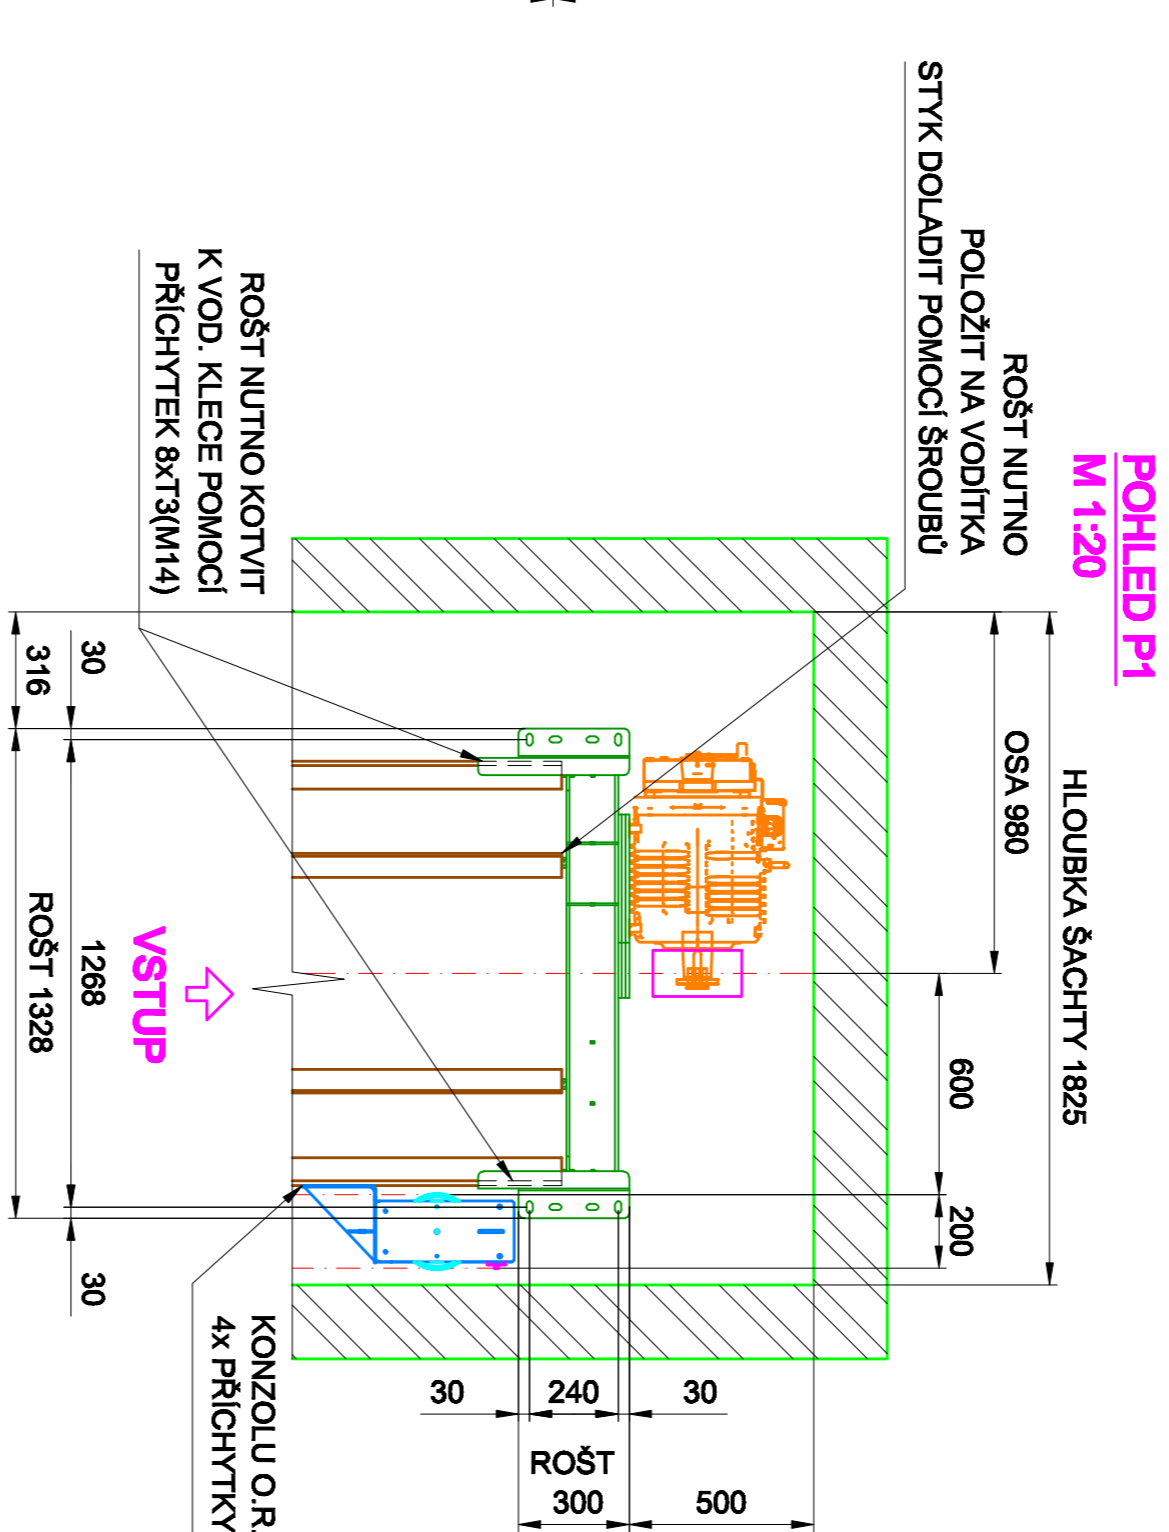 POHLED P1
M 1:20
HLOUBKA ŠACHTY 1825
OSA 980
600
200
ROŠT NUTNO
POLOŽIT NA VODÍTKA
STYK DOLADIT POMOCÍ ŠROUBŮ
ROŠT NUTNO KOTVIT
K VOD. KLECE POMOCÍ
PŘÍCHYTEK 8xT3(M14)
VSTUP
30
1268
30
316
ROŠT 1328
KONZOLU O.R.
4x PŘÍCHYTKY
30
240
30
ROŠT
300
500